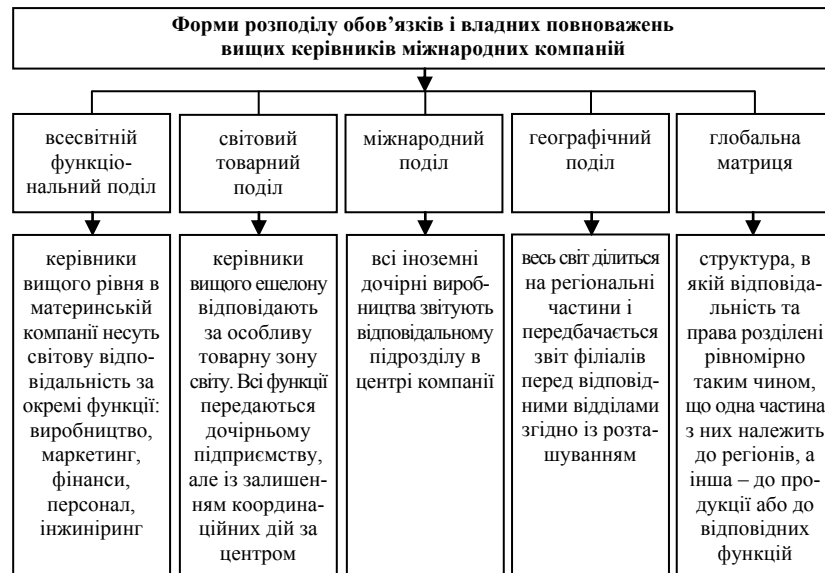 Форми розподілу обов’язків і владних повноважень
вищих керівників міжнародних компаній
всесвітній
функціо-
нальний поділ
світовий
товарний
поділ
міжнародний
поділ
географічний
поділ
глобальна
матриця
керівники
вищого рівня в
материнській
компанії несуть
світову відпо-
відальність за
окремі функції:
виробництво,
маркетинг,
фінанси,
персонал,
інжиніринг
керівники
вищого ешелону
відповідають
за особливу
товарну зону
світу. Всі функції
передаються
дочірньому
підприємству,
але із залишен-
ням координа-
ційних дій за
центром
всі іноземні
дочірні вироб-
ництва звітують
відповідальному
підрозділу в
центрі компанії
весь світ ділиться
на регіональні
частини і
передбачається
звіт філіалів
перед відповід-
ними відділами
згідно із розта-
шуванням
структура, в
якій відповіда-
льність та
права розділені
рівномірно
таким чином,
що одна частина
з них належить
до регіонів, а
інша – до про-
дукції або до
відповідних
функцій